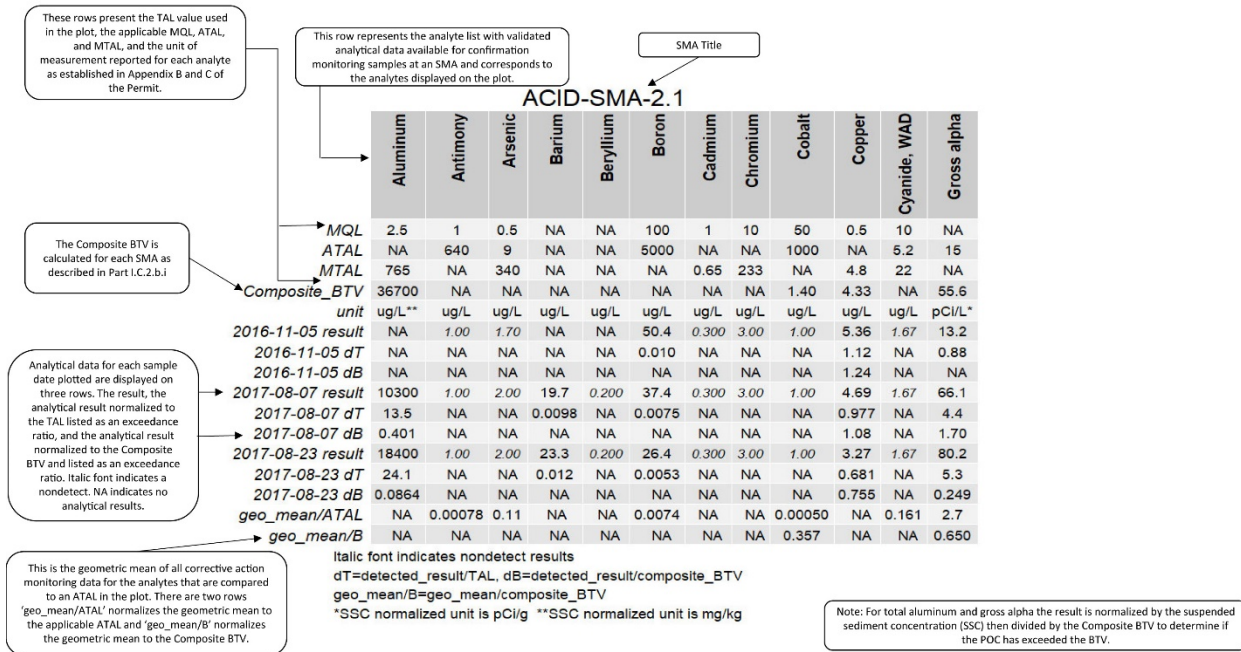 These rows present the TAL value used
in the plot, the applicable MQL, ATAL,
and MTAL, and the unit of
measurement reported for each analyte
as established in Appendix B and C of
the Permit.
This row represents the analyte list with validated
analytical data available for confirmation
monitoring samples at an SMA and corresponds to
the analytes displayed on the plot.
SMA Title
ACID-SMA-2.1
Aluminum Antimony Arsenic Barium Beryllium Boron Cadmium Chromium Cobalt Copper Cyanide, WAD Gross alpha
MQL 2.5 1 0.5 NA NA 100 1 10 50 0.5 10 NA
ATAL NA 640 9 NA NA 5000 NA NA 1000 NA 5.2 15
MTAL 765 NA 340 NA NA NA 0.65 233 NA 4.8 22 NA
Composite_BTV 36700 NA NA NA NA NA NA NA 1.40 4.33 NA 55.6
unit ug/L** ug/L ug/L ug/L ug/L ug/L ug/L ug/L ug/L ug/L ug/L pCi/L*
2016-11-05 result NA 1.00 1.70 NA NA 50.4 0.300 3.00 1.00 5.36 1.67 13.2
2016-11-05 dT NA NA NA NA NA 0.010 NA NA NA 1.12 NA 0.88
2016-11-05 dB NA NA NA NA NA NA NA NA NA 1.24 NA NA
2017-08-07 result 10300 1.00 2.00 19.7 0.200 37.4 0.300 3.00 1.00 4.69 1.67 66.1
2017-08-07 dT 13.5 NA NA 0.0098 NA 0.0075 NA NA NA 0.977 NA 4.4
2017-08-07 dB 0.401 NA NA NA NA NA NA NA NA 1.08 NA 1.70
2017-08-23 result 18400 1.00 2.00 23.3 0.200 26.4 0.300 3.00 1.00 3.27 1.67 80.2
2017-08-23 dT 24.1 NA NA 0.012 NA 0.0053 NA NA NA 0.681 NA 5.3
2017-08-23 dB 0.0864 NA NA NA NA NA NA NA NA 0.755 NA 0.249
geo_mean/ATAL NA 0.00078 0.11 NA NA 0.0074 NA NA 0.00050 NA 0.161 2.7
geo_mean/B NA NA NA NA NA NA NA NA 0.357 NA NA 0.650
The Composite BTV is
calculated for each SMA as
described in Part I.C.2.b.i
Analytical data for each sample
date plotted are displayed on
three rows. The result, the
analytical result normalized to
the TAL listed as an exceedance
ratio, and the analytical result
normalized to the Composite
BTV and listed as an exceedance
ratio. Italic font indicates a
nondetect. NA indicates no
analytical results.
This is the geometric mean of all corrective action
monitoring data for the analytes that are compared
to an ATAL in the plot. There are two rows
‘geo_mean/ATAL’ normalizes the geometric mean to
the applicable ATAL and ‘geo_mean/B’ normalizes
the geometric mean to the Composite BTV.
Italic font indicates nondetect results
dT=detected_result/TAL, dB=detected_result/composite_BTV
geo_mean/B=geo_mean/composite_BTV
*SSC normalized unit is pCi/g **SSC normalized unit is mg/kg
Note: For total aluminum and gross alpha the result is normalized by the suspended
sediment concentration (SSC) then divided by the Composite BTV to determine if
the POC has exceeded the BTV.